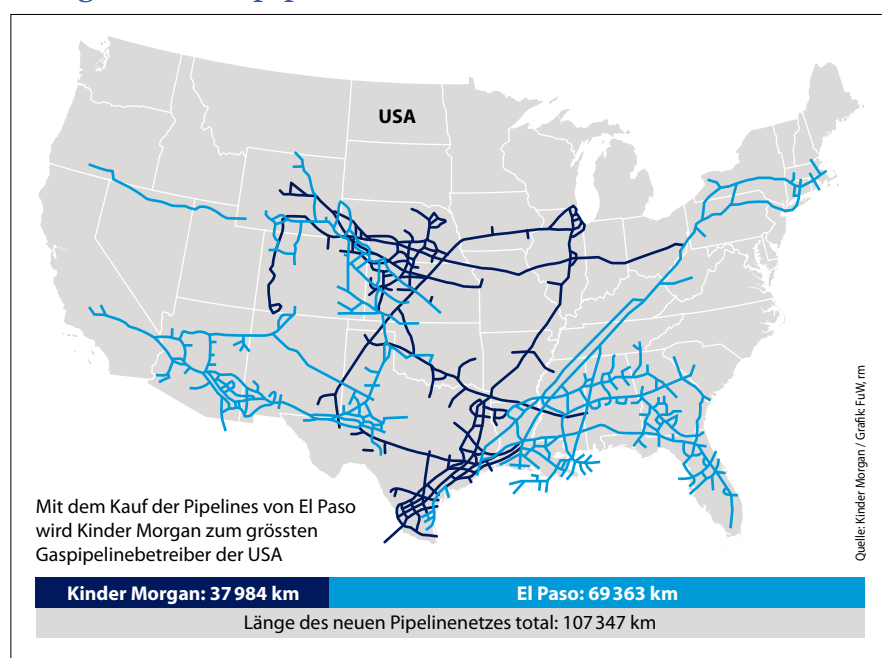 USA
Mit dem Kauf der Pipelines von El Paso
wird Kinder Morgan zum grössten
Gaspipelinebetreiber der USA
Quelle: Kinder Morgan / Grafik: FuW, rm
Kinder Morgan: 37 984 km
El Paso: 69 363 km
Länge des neuen Pipelinenetzes total: 107 347 km